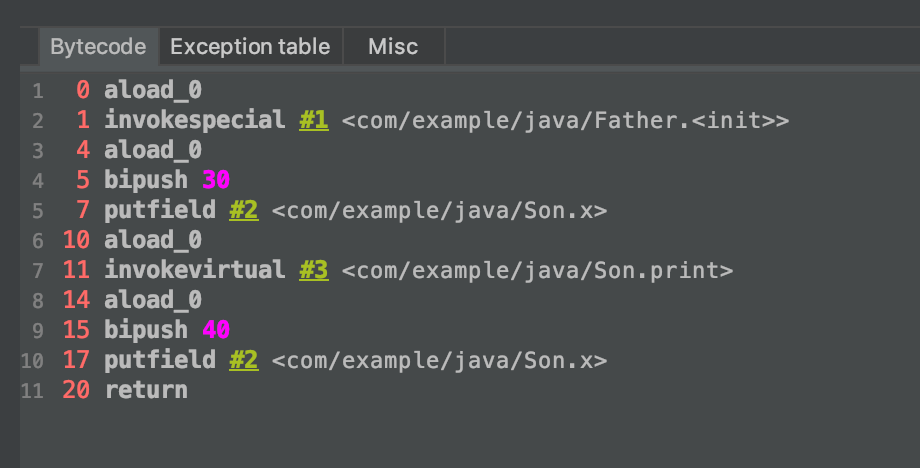 Bytecode Exception table Misc
1 0 aload_0
2 1 invokespecial #1 <com/example/java/Father.<init>>
3 4 aload_0
4 5 bipush 30
5 7 putfield #2 <com/example/java/Son.x>
6 10 aload_0
7 11 invokevirtual #3 <com/example/java/Son.print>
8 14 aload_0
9 15 bipush 40
10 17 putfield #2 <com/example/java/Son.x>
11 20 return